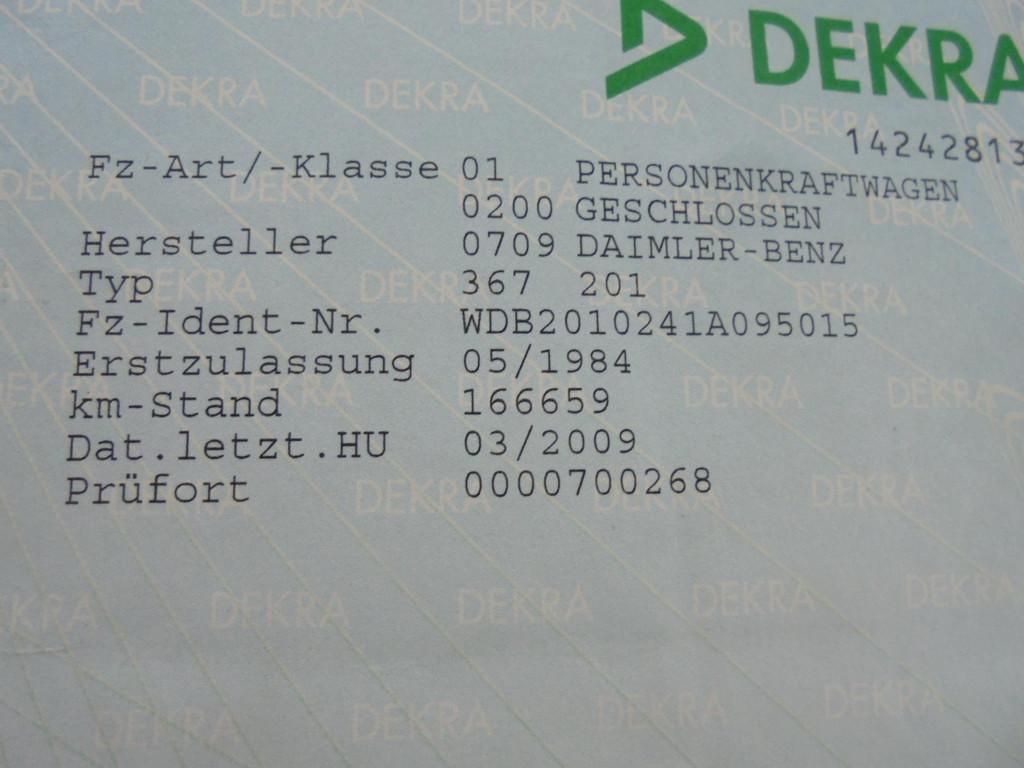 DEKRA
14242813
Fz-Art/-Klasse 01 PERSONENKRAFTWAGEN
0200 GESCHLOSSEN
Hersteller 0709 DAIMLER-BENZ
Typ 367 201
Fz-Ident-Nr. WDB2010241A095015
Erstzulassung 05/1984
km-Stand 166659
Dat.letzt.HU 03/2009
Prüfort 0000700268